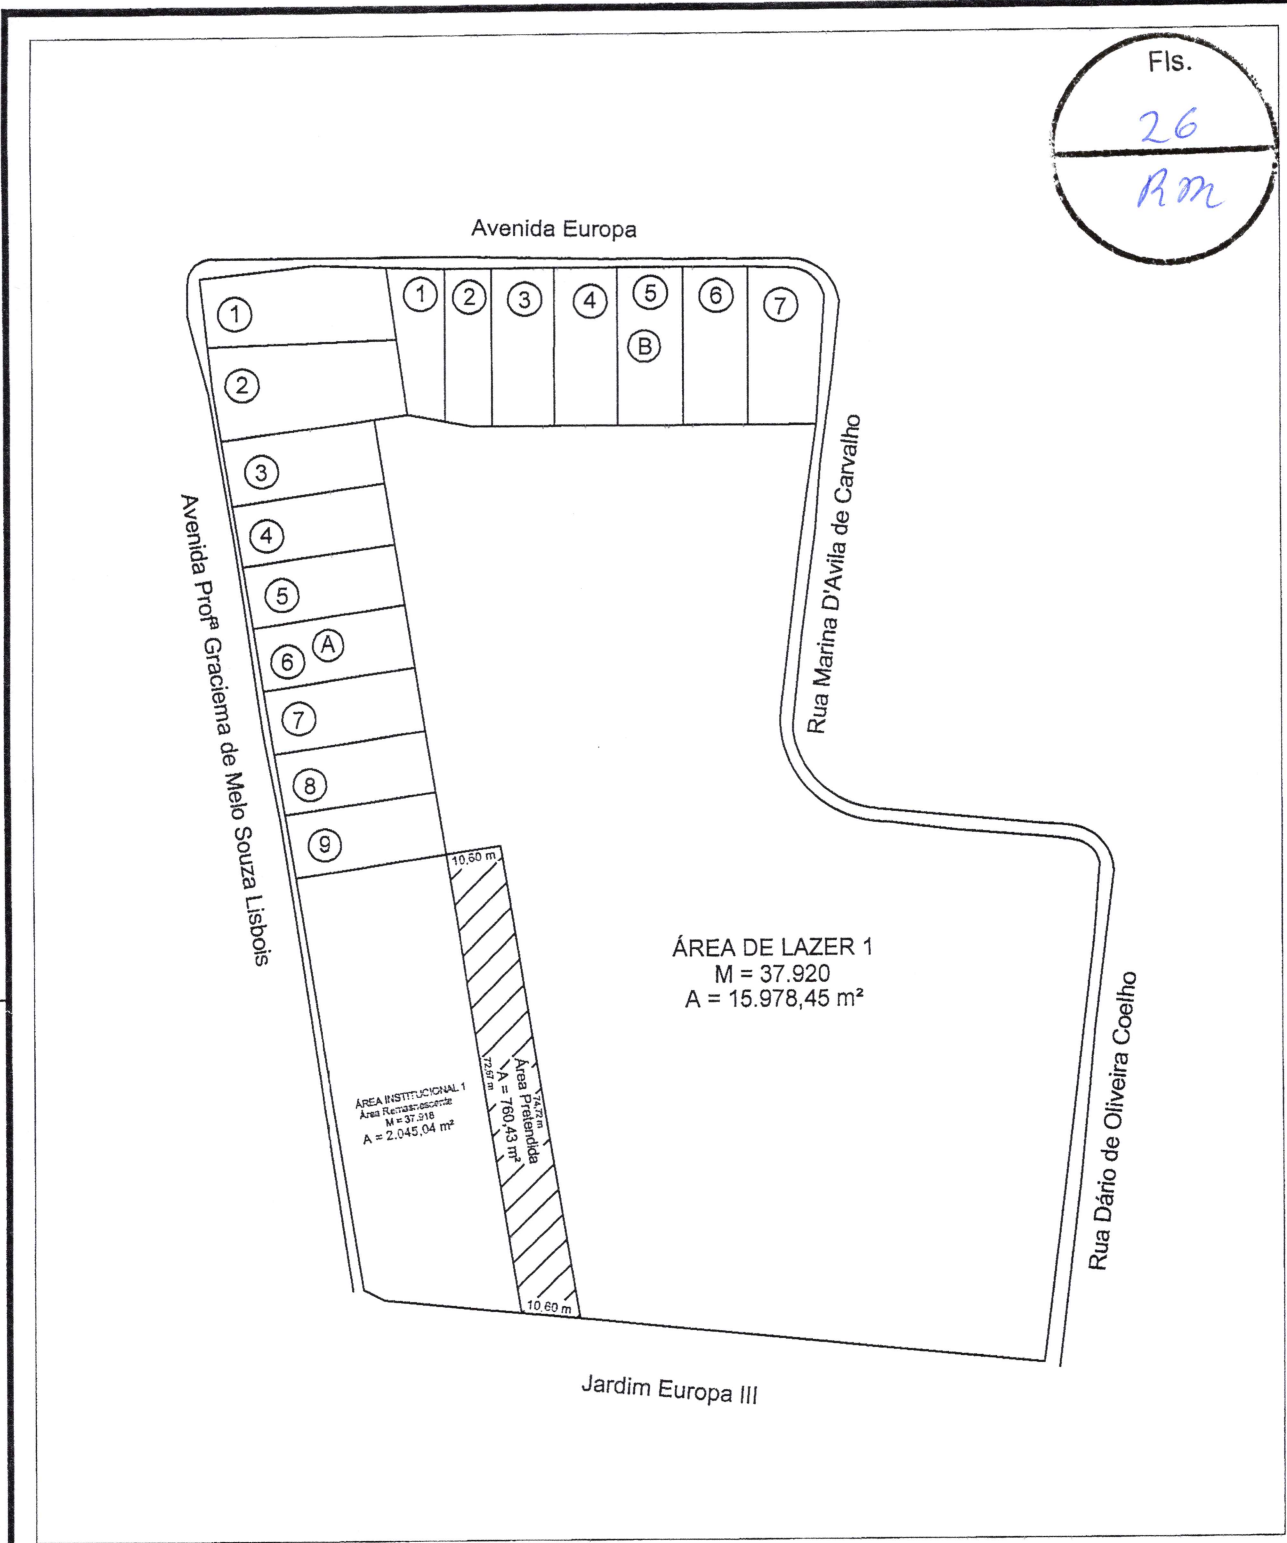 Fls.
26
Rm
Avenida Europa
1
2
3
4
5
6
7
8
9
A
1
2
3
4
5
6
7
B
Avenida Profª Graciema de Melo Souza Lisbois
Rua Marina D'Avila de Carvalho
10,60 m
ÁREA DE LAZER 1
M = 37.920
A = 15.978,45 m²
72,67 m
Área Pretendida
A = 760,43 m²
74,72 m
ÁREA INSTITUCIONAL 1
Área Remasnescente
M = 37.918
A = 2.045,04 m²
Rua Dário de Oliveira Coelho
10,60 m
Jardim Europa III